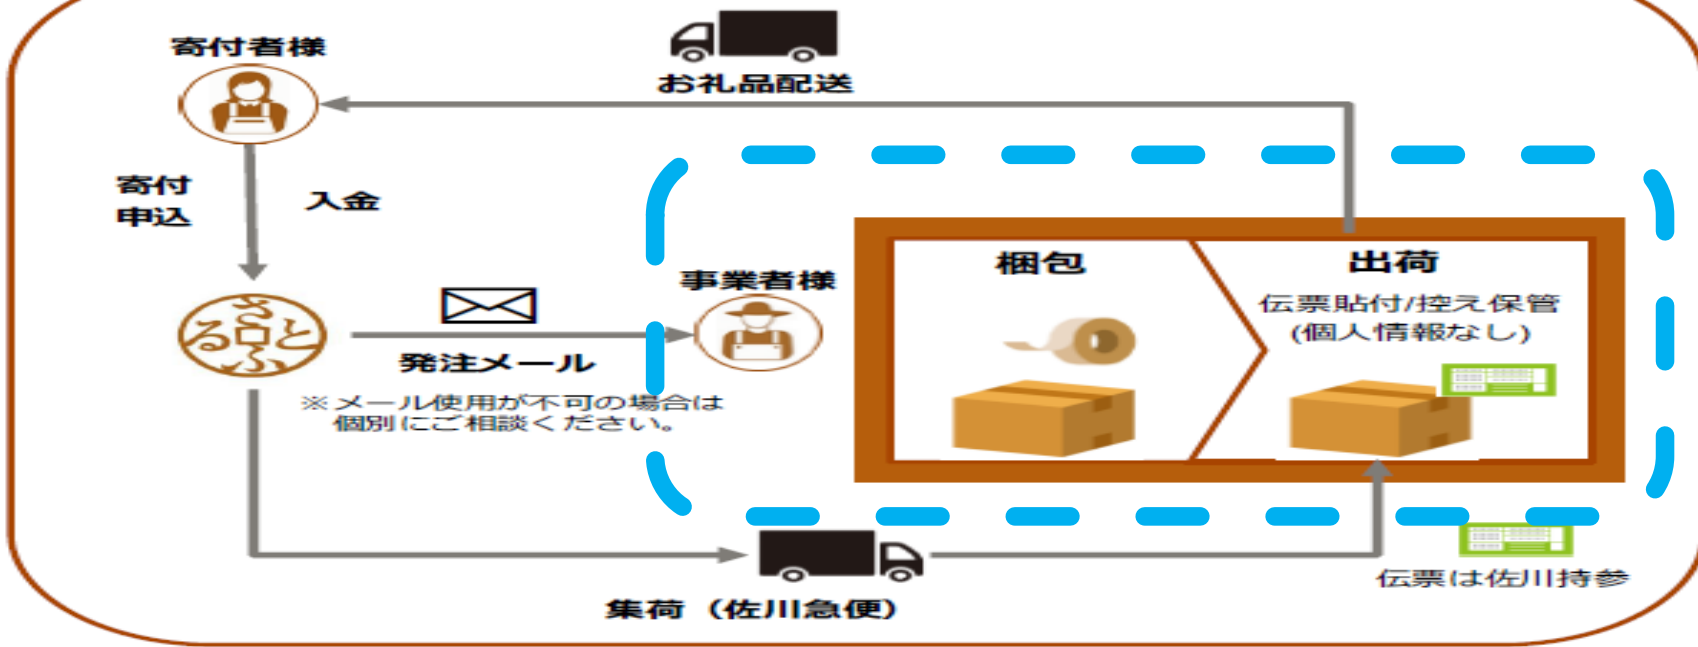 寄付者様
お礼品配送
寄付
申込
入金
さとふる
発注メール
※メール使用が不可の場合は
個別にご相談ください。
事業者様
梱包
出荷
伝票貼付/控え保管
(個人情報なし)
集荷（佐川急便）
伝票は佐川持参